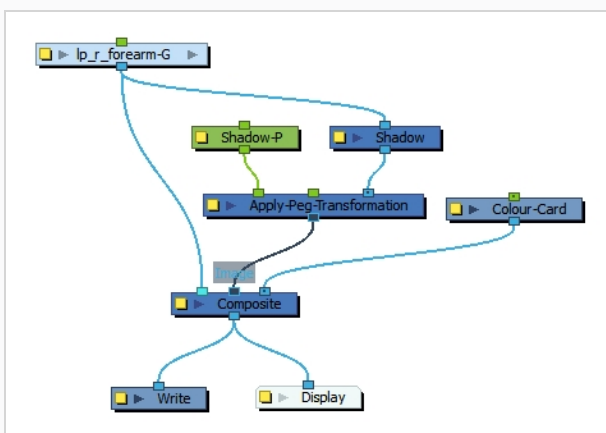 lp_r_forearm-G
Shadow-P
Shadow
Apply-Peg-Transformation
Colour-Card
Image
Composite
Write
Display